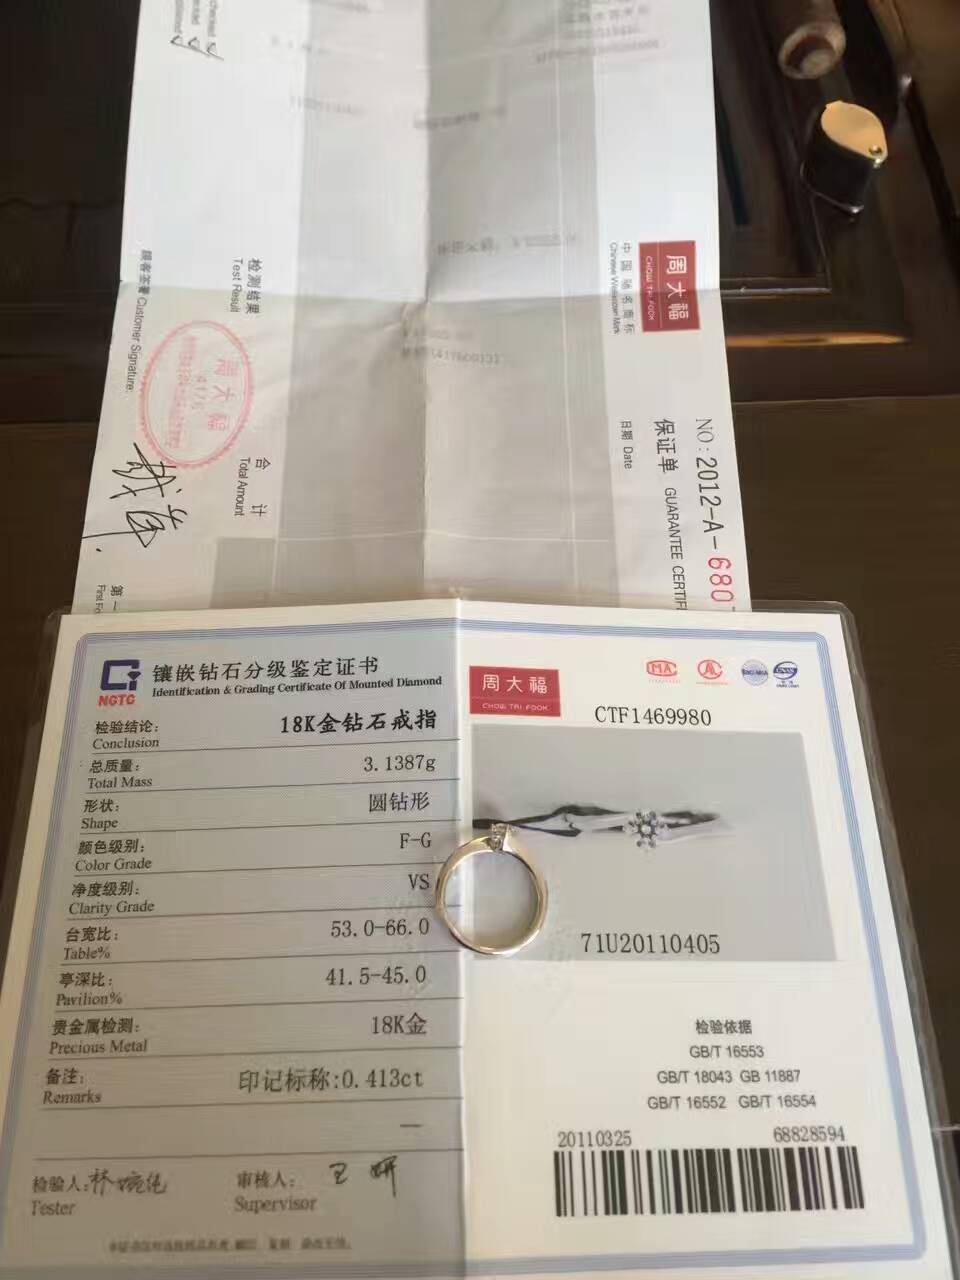 周大福
CHOW TAI FOOK
中国驰名商标
Chinese Well-known Mark
NO:2012-A-680
保证单 GUARANTEE CERTIFI
日期 Date
检测结果
Test Result
合 计
Total Amount
顾客签署 Customer Signature:
周大福
第一
NGTC
镶嵌钻石分级鉴定证书
Identification & Grading Certificate Of Mounted Diamond
检验结论:
Conclusion
18K金钻石戒指
总质量:
Total Mass
3.1387g
形状:
Shape
圆钻形
颜色级别:
Color Grade
F-G
净度级别:
Clarity Grade
VS
台宽比:
Table%
53.0-66.0
亭深比:
Pavilion%
41.5-45.0
贵金属检测:
Precious Metal
18K金
备注:
Remarks
印记标称:0.413ct
—
检验人:
Tester
审核人:
Supervisor
王妍
周大福
CHOW TAI FOOK
CTF1469980
71U20110405
检验依据
GB/T 16553
GB/T 18043 GB 11887
GB/T 16552 GB/T 16554
20110325
68828594